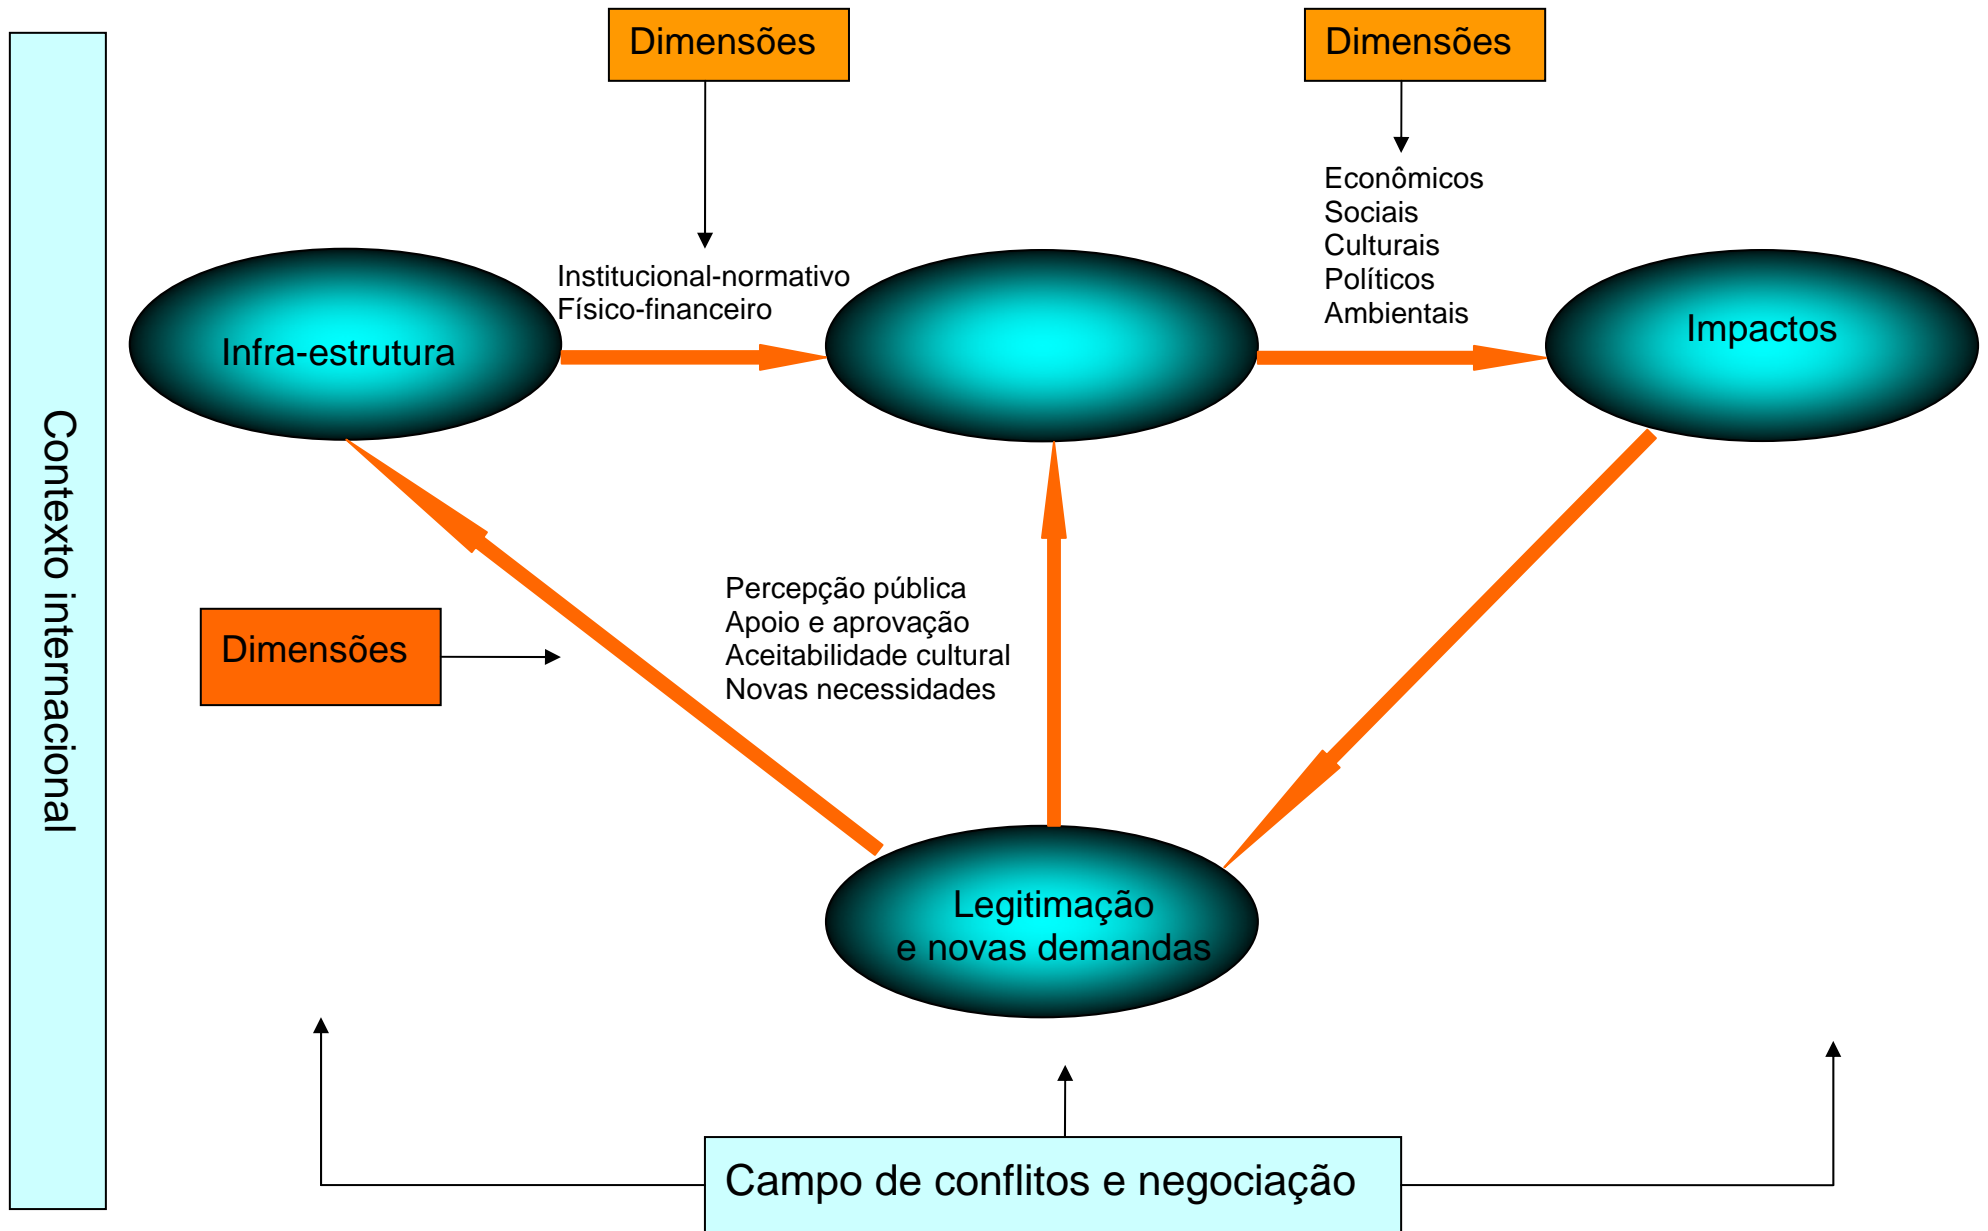 Dimensões
Dimensões
Econômicos
Sociais
Culturais
Políticos
Ambientais
Institucional-normativo
Físico-financeiro
Infra-estrutura
Impactos
Contexto internacional
Percepção pública
Apoio e aprovação
Aceitabilidade cultural
Novas necessidades
Dimensões
Legitimação
e novas demandas
Campo de conflitos e negociação